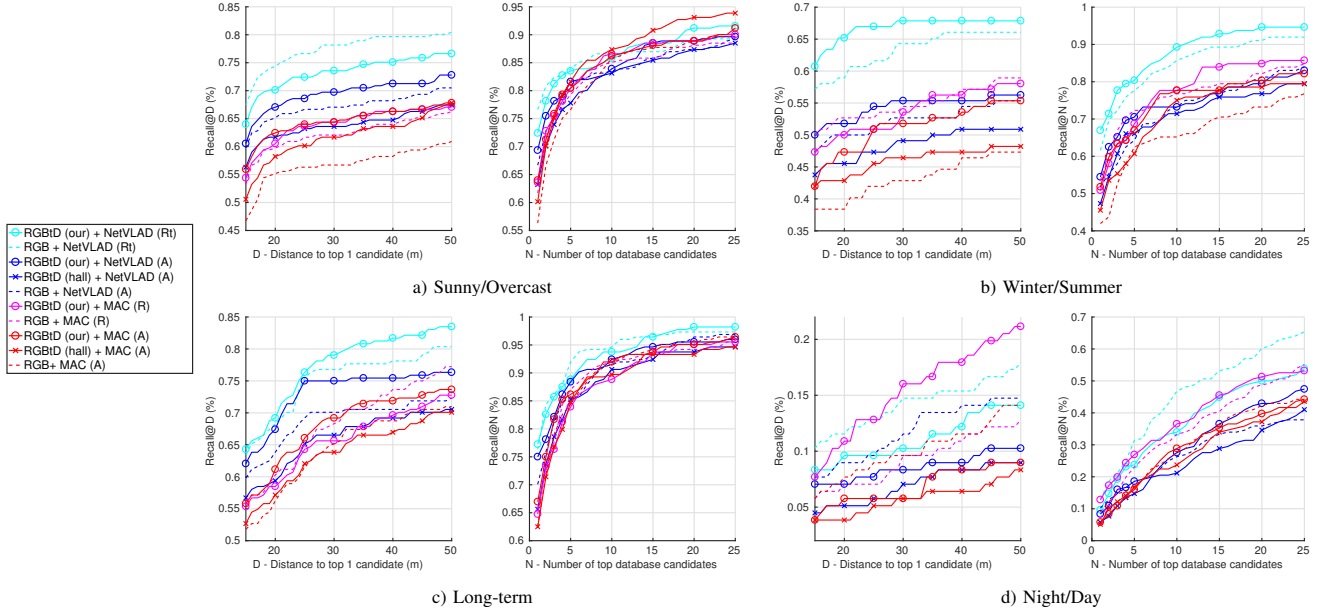 RGBtD (our) + NetVLAD (Rt)
RGB + NetVLAD (Rt)
RGBtD (our) + NetVLAD (A)
RGBtD (hall) + NetVLAD (A)
RGB + NetVLAD (A)
RGBtD (our) + MAC (R)
RGB + MAC (R)
RGBtD (our) + MAC (A)
RGBtD (hall) + MAC (A)
RGB+ MAC (A)
Recall@D (%)
0.85
0.8
0.75
0.7
0.65
0.6
0.55
0.5
0.45
20 30 40 50
D - Distance to top 1 candidate (m)
Recall@N (%)
0.95
0.9
0.85
0.8
0.75
0.7
0.65
0.6
0.55
0 5 10 15 20 25
N - Number of top database candidates
a) Sunny/Overcast
Recall@D (%)
0.7
0.65
0.6
0.55
0.5
0.45
0.4
0.35
20 30 40 50
D - Distance to top 1 candidate (m)
Recall@N (%)
1
0.9
0.8
0.7
0.6
0.5
0.4
0 5 10 15 20 25
N - Number of top database candidates
b) Winter/Summer
Recall@D (%)
0.85
0.8
0.75
0.7
0.65
0.6
0.55
0.5
20 30 40 50
D - Distance to top 1 candidate (m)
Recall@N (%)
1
0.95
0.9
0.85
0.8
0.75
0.7
0.65
0.6
0 5 10 15 20 25
N - Number of top database candidates
c) Long-term
Recall@D (%)
0.2
0.15
0.1
0.05
20 30 40 50
D - Distance to top 1 candidate (m)
Recall@N (%)
0.7
0.6
0.5
0.4
0.3
0.2
0.1
0
0 5 10 15 20 25
N - Number of top database candidates
d) Night/Day